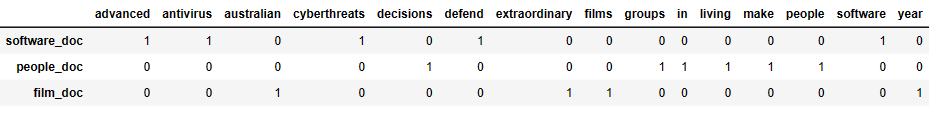 advanced antivirus australian cyberthreats decisions defend extraordinary films groups in living make people software year
software_doc 1 1 0 1 0 1 0 0 0 0 0 0 0 1 0
people_doc 0 0 0 0 1 0 0 0 1 1 1 1 1 0 0
film_doc 0 0 1 0 0 0 1 1 0 0 0 0 0 0 1